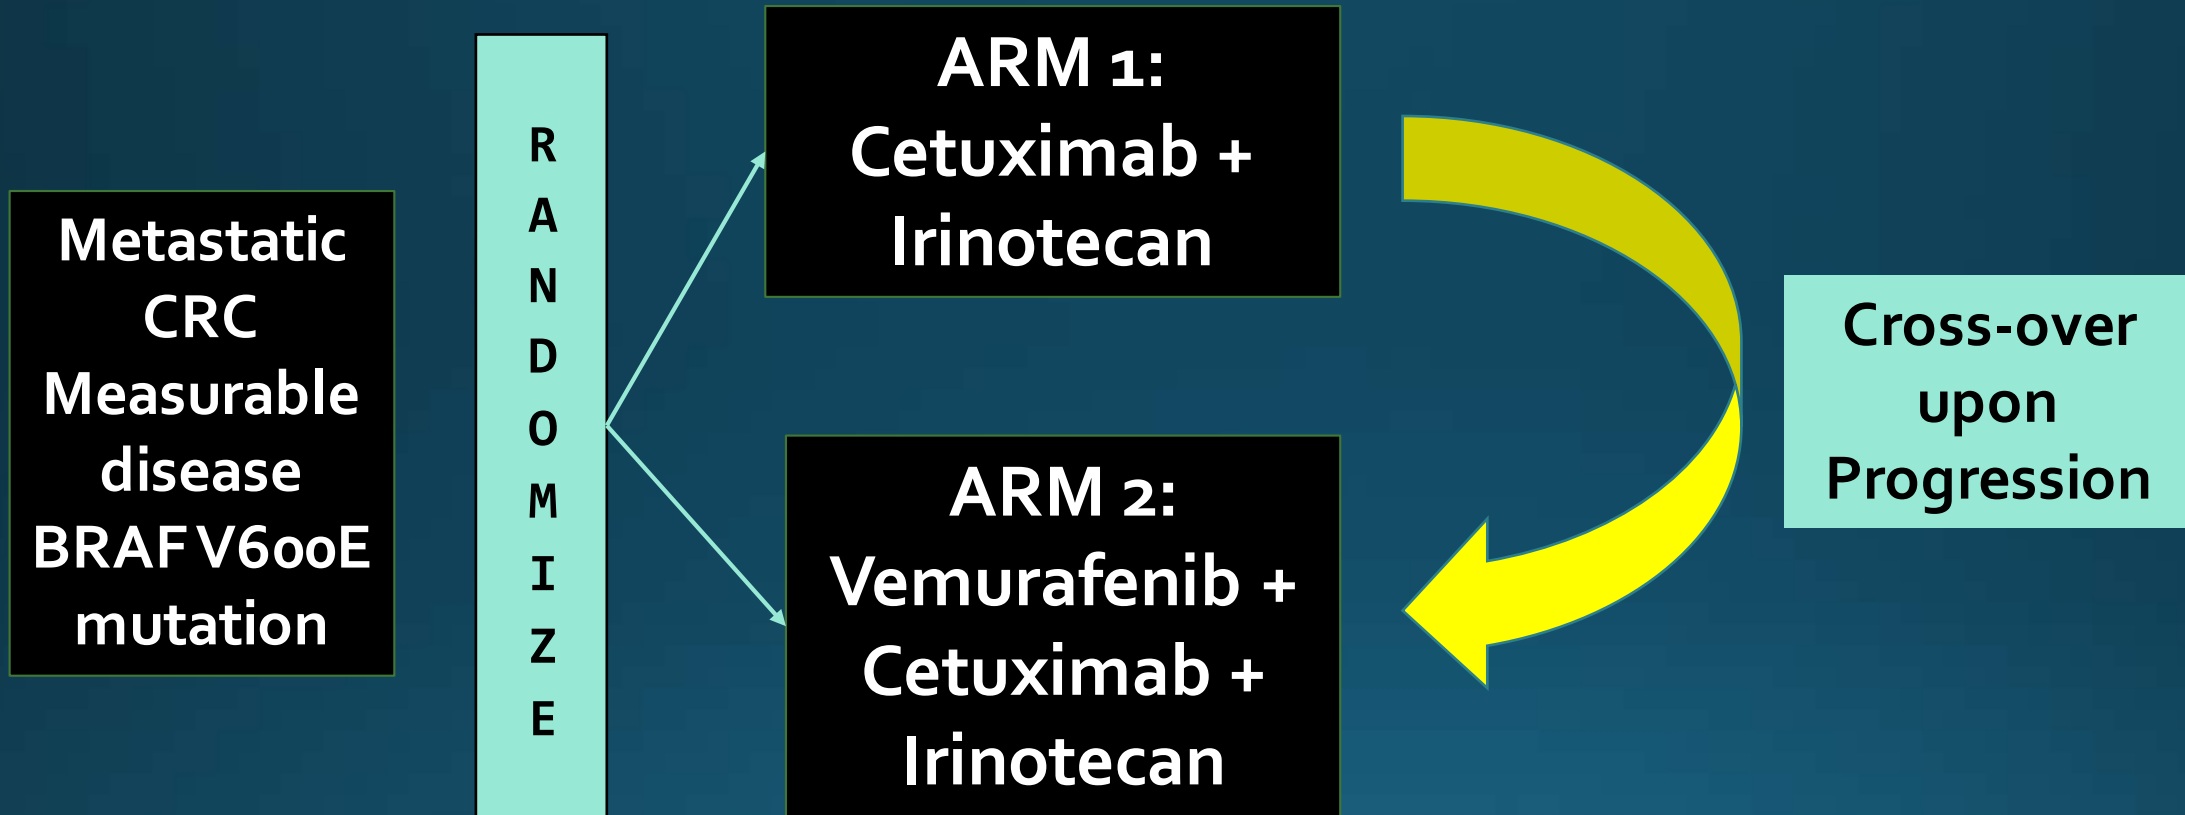 Metastatic
CRC
Measurable
disease
BRAF V600E
mutation
R
A
N
D
O
M
I
Z
E
ARM 1:
Cetuximab +
Irinotecan
ARM 2:
Vemurafenib +
Cetuximab +
Irinotecan
Cross-over
upon
Progression